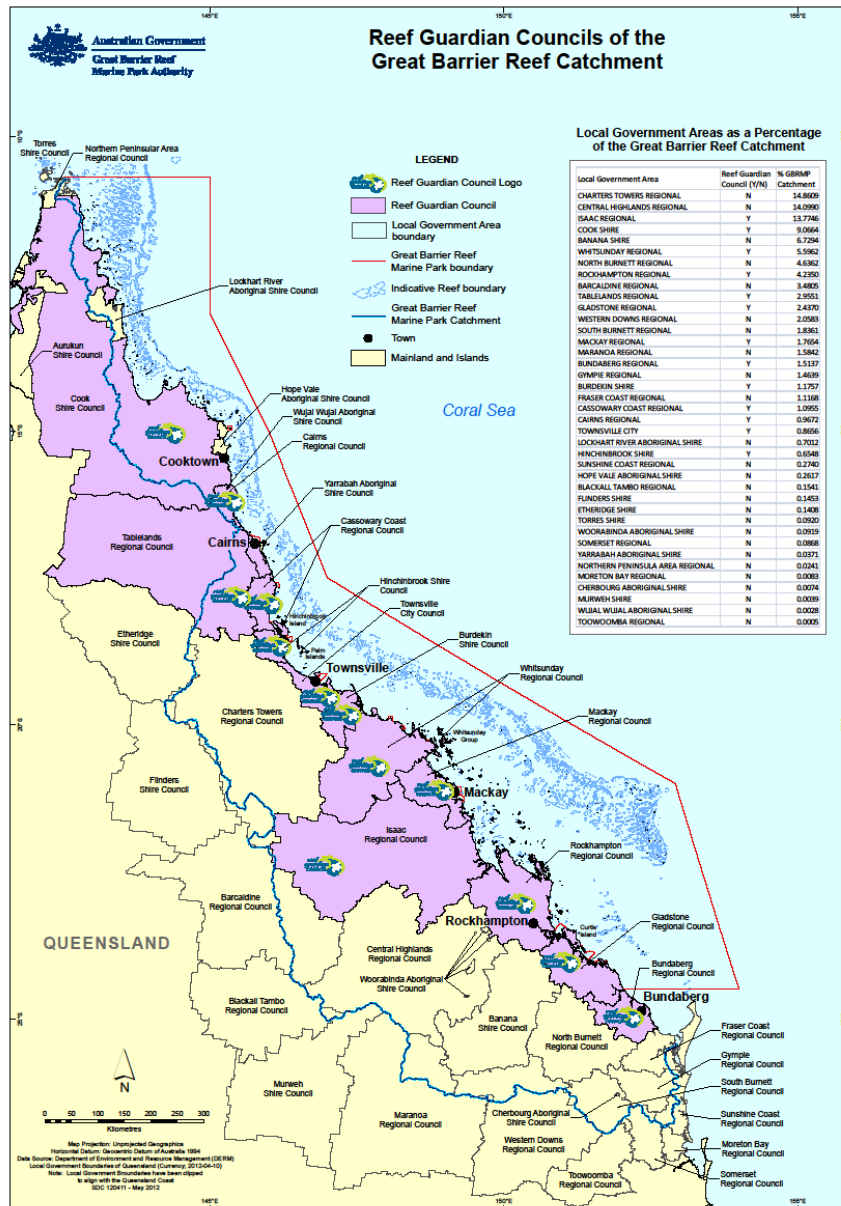 Australian Government
Great Barrier Reef
Marine Park Authority
Reef Guardian Councils of the
Great Barrier Reef Catchment
145°E
150°E
155°E
10°S
15°S
25°S
Torres
Shire Council
Northern Peninsular Area
Regional Council
LEGEND
Reef Guardian Council Logo
Reef Guardian Council
Local Government Area
boundary
Great Barrier Reef
Marine Park boundary
Indicative Reef boundary
Great Barrier Reef
Marine Park Catchment
Town
Mainland and Islands
Local Government Areas as a Percentage
of the Great Barrier Reef Catchment
Local Government Area Reef Guardian Council (Y/N) % GBRMP Catchment
CHARTERS TOWERS REGIONAL N 14.8609
CENTRAL HIGHLANDS REGIONAL N 14.0990
ISAAC REGIONAL Y 13.7746
COOK SHIRE Y 9.0664
BANANA SHIRE N 6.7294
WHITSUNDAY REGIONAL Y 5.5962
NORTH BURNETT REGIONAL N 4.6362
ROCKHAMPTON REGIONAL Y 4.2350
BARCALDINE REGIONAL N 3.4805
TABLELANDS REGIONAL Y 2.9551
GLADSTONE REGIONAL Y 2.4370
WESTERN DOWNS REGIONAL N 2.0583
SOUTH BURNETT REGIONAL N 1.8361
MACKAY REGIONAL Y 1.7654
MARANOA REGIONAL N 1.5842
BUNDABERG REGIONAL Y 1.5137
GYMPIE REGIONAL N 1.4639
BURDEKIN SHIRE Y 1.1757
FRASER COAST REGIONAL N 1.1168
CASSOWARY COAST REGIONAL Y 1.0955
CAIRNS REGIONAL Y 0.9672
TOWNSVILLE CITY Y 0.8656
LOCKHART RIVER ABORIGINAL SHIRE N 0.7012
HINCHINBROOK SHIRE Y 0.6548
SUNSHINE COAST REGIONAL N 0.2740
HOPE VALE ABORIGINAL SHIRE N 0.2617
BLACKALL TAMBO REGIONAL N 0.1541
FLINDERS SHIRE N 0.1453
ETHERIDGE SHIRE N 0.1408
TORRES SHIRE N 0.0920
WOORABINDA ABORIGINAL SHIRE N 0.0919
SOMERSET REGIONAL N 0.0868
YARRABAH ABORIGINAL SHIRE N 0.0371
NORTHERN PENINSULA AREA REGIONAL N 0.0241
MORETON BAY REGIONAL N 0.0083
CHERBOURG ABORIGINAL SHIRE N 0.0074
MURWEH SHIRE N 0.0039
WUJAL WUJAL ABORIGINAL SHIRE N 0.0028
TOOWOOMBA REGIONAL N 0.0005
Lockhart River
Aboriginal Shire Council
Aurukun
Shire Council
Cook
Shire Council
Hope Vale
Aboriginal Shire Council
Wujal Wujal Aboriginal
Shire Council
Cairns
Regional Council
Coral Sea
Cooktown
Yarrabah Aboriginal
Shire Council
Cassowary Coast
Regional Council
Tablelands
Regional Council
Cairns
Hinchinbrook Shire
Council
Townsville
City Council
Hinchinbrook
Island
Palm
Islands
Burdekin
Shire Council
Etheridge
Shire Council
Townsville
Whitsunday
Regional Council
Charters Towers
Regional Council
Mackay
Regional Council
Whitsunday
Group
Flinders
Shire Council
Mackay
Isaac
Regional Council
Rockhampton
Regional Council
Barcaldine
Regional Council
Rockhampton
Curtis
Island
Gladstone
Regional Council
QUEENSLAND
Central Highlands
Regional Council
Woorabinda Aboriginal
Shire Council
Bundaberg
Regional Council
Bundaberg
Blackall Tambo
Regional Council
Banana
Shire Council
North Burnett
Regional Council
Fraser Coast
Regional Council
Gympie
Regional Council
South Burnett
Regional Council
Murweh
Shire Council
Maranoa
Regional Council
Cherbourg Aboriginal
Shire Council
Sunshine Coast
Regional Council
Western Downs
Regional Council
Moreton Bay
Regional Council
Toowoomba
Regional Council
Somerset
Regional Council
N
0 50 100 150 200 250 300
Kilometres
Map Projection: Unprojected Geographics
Horizontal Datum: Geocentric Datum of Australia 1994
Data Source: Department of Environment and Resource Management (DERM)
Local Government Boundaries of Queensland (Currency, 2012-04-10)
Note: Local Government Boundaries have been clipped
to align with the Queensland Coast
SDC 120411 - May 2012
145°E
150°E
155°E